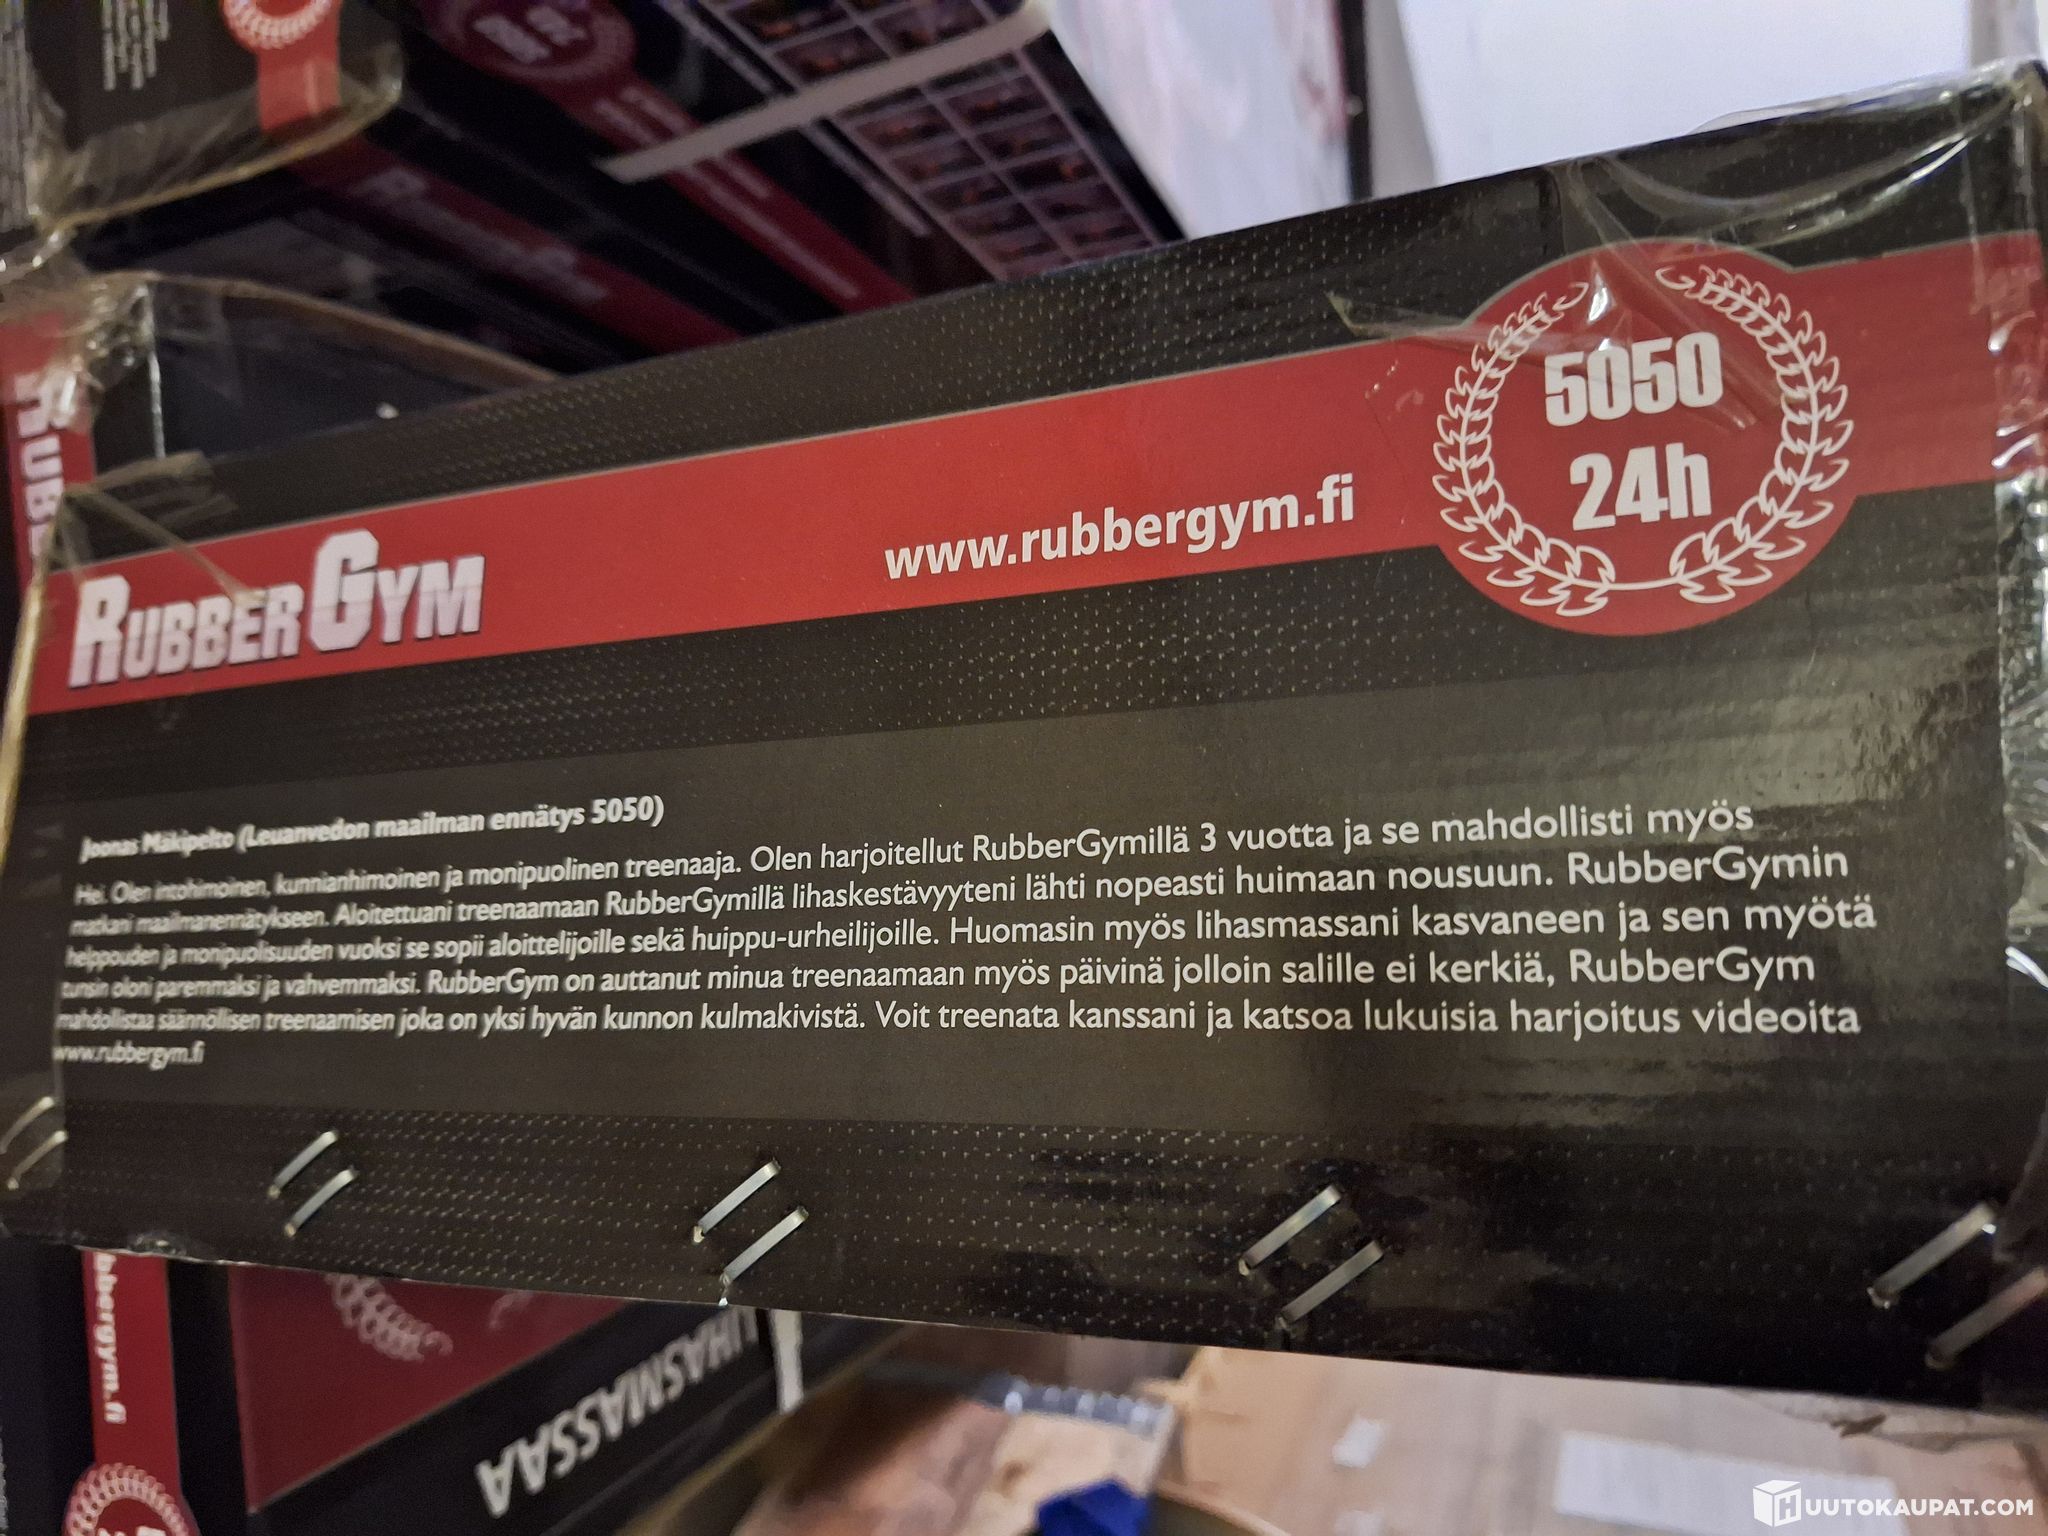 RUBBERGYM
www.rubbergym.fi
5050
24h
Joonas Mäkipelto (Leuanvedon maailman ennätys 5050)
Hei. Olen intohimoinen, kunnianhimoinen ja monipuolinen treenaaja. Olen harjoitellut RubberGymillä 3 vuotta ja se mahdollisti myös
matkani maailmanennätykseen. Aloitettuani treenaamaan RubberGymillä lihaskestävyyteni lähti nopeasti huimaan nousuun. RubberGymin
helppouden ja monipuolisuuden vuoksi se sopii aloittelijoille sekä huippu-urheilijoille. Huomasin myös lihasmassani kasvaneen ja sen myötä
tunsin oloni paremmaksi ja vahvemmaksi. RubberGym on auttanut minua treenaamaan myös päivinä jolloin salille ei kerkiä, RubberGym
mahdollistaa säännöllisen treenaamisen joka on yksi hyvän kunnon kulmakivistä. Voit treenata kanssani ja katsoa lukuisia harjoitus videoita
www.rubbergym.fi
LIHASMASSAA
HUUTOKAUPAT.COM